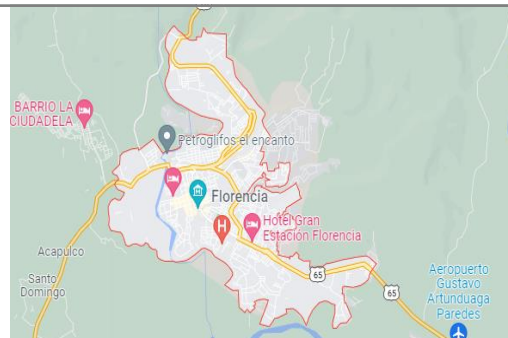 BARRIO LA
CIUDADELA
Petroglifos el encanto
Florencia
H
Hotel Gran
Estación Florencia
Acapulco
Santo
Domingo
65
65
Aeropuerto
Gustavo
Artunduaga
Paredes